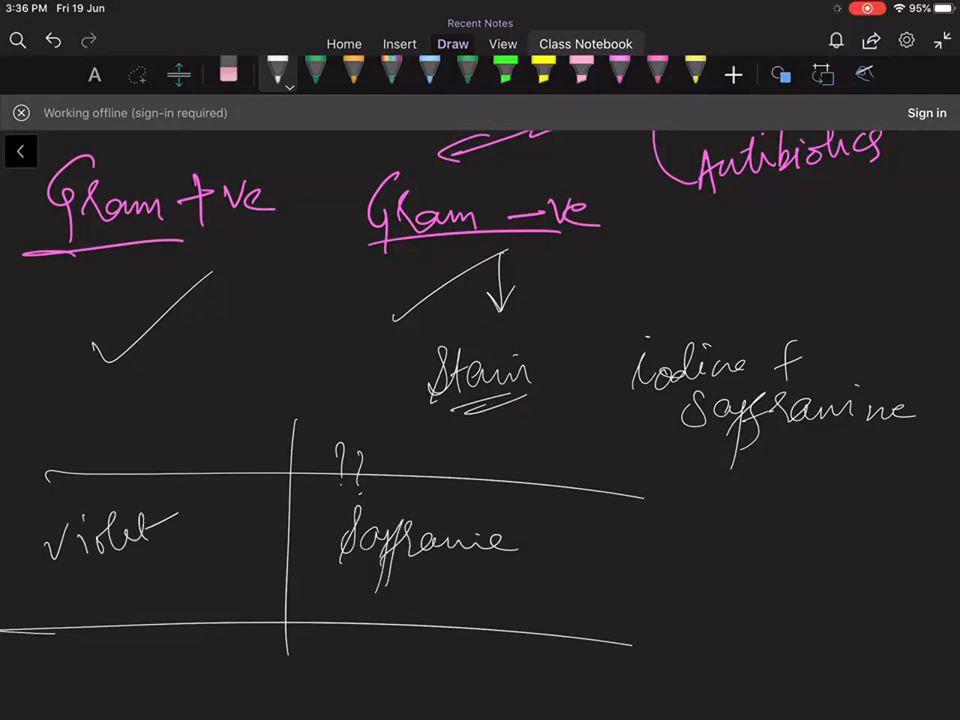 3:36 PM Fri 19 Jun
95%
Recent Notes
Home Insert Draw View Class Notebook
A
Working offline (sign-in required)
Sign in
Antibiotics
Gram +ve
Gram -ve
Stain
iodine +
Saffranine
??
violet
Saffranie